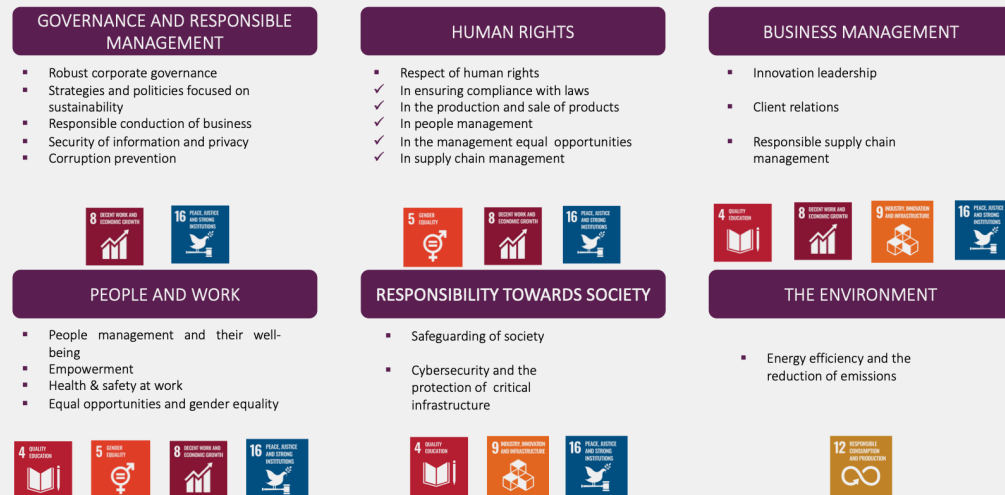 GOVERNANCE AND RESPONSIBLE
MANAGEMENT
▪ Robust corporate governance
▪ Strategies and politicies focused on
sustainability
▪ Responsible conduction of business
▪ Security of information and privacy
▪ Corruption prevention
8 DECENT WORK AND
ECONOMIC GROWTH
16 PEACE, JUSTICE
AND STRONG
INSTITUTIONS
HUMAN RIGHTS
▪ Respect of human rights
✓ In ensuring compliance with laws
✓ In the production and sale of products
✓ In people management
✓ In the management equal opportunities
✓ In supply chain management
5 GENDER
EQUALITY
8 DECENT WORK AND
ECONOMIC GROWTH
16 PEACE, JUSTICE
AND STRONG
INSTITUTIONS
BUSINESS MANAGEMENT
▪ Innovation leadership
▪ Client relations
▪ Responsible supply chain
management
4 QUALITY
EDUCATION
8 DECENT WORK AND
ECONOMIC GROWTH
9 INDUSTRY, INNOVATION
AND INFRASTRUCTURE
16 PEACE, JUSTICE
AND STRONG
INSTITUTIONS
PEOPLE AND WORK
▪ People management and their well-
being
▪ Empowerment
▪ Health & safety at work
▪ Equal opportunities and gender equality
4 QUALITY
EDUCATION
5 GENDER
EQUALITY
8 DECENT WORK AND
ECONOMIC GROWTH
16 PEACE, JUSTICE
AND STRONG
INSTITUTIONS
RESPONSIBILITY TOWARDS SOCIETY
▪ Safeguarding of society
▪ Cybersecurity and the
protection of critical
infrastructure
4 QUALITY
EDUCATION
9 INDUSTRY, INNOVATION
AND INFRASTRUCTURE
16 PEACE, JUSTICE
AND STRONG
INSTITUTIONS
THE ENVIRONMENT
▪ Energy efficiency and the
reduction of emissions
12 RESPONSIBLE
CONSUMPTION
AND PRODUCTION